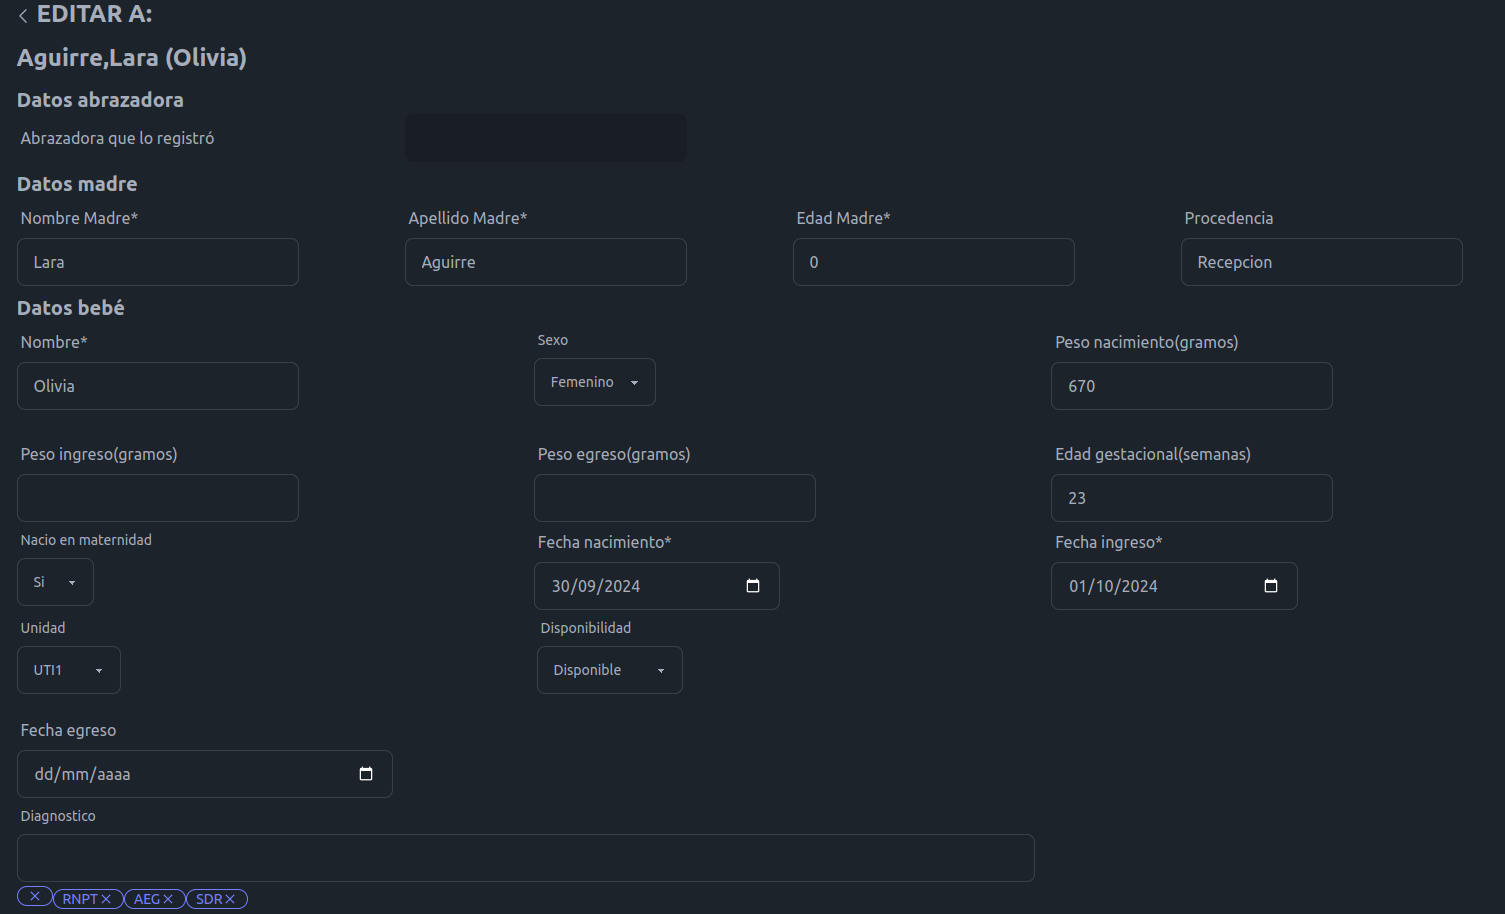 EDITAR A:
Aguirre,Lara (Olivia)
Datos abrazadora
Abrazadora que lo registró
Datos madre
Nombre Madre* Apellido Madre* Edad Madre* Procedencia
Lara Aguirre 0 Recepcion
Datos bebé
Nombre* Sexo Peso nacimiento(gramos)
Olivia Femenino 670
Peso ingreso(gramos) Peso egreso(gramos) Edad gestacional(semanas)
23
Nacio en maternidad Fecha nacimiento* Fecha ingreso*
Si 30/09/2024 01/10/2024
Unidad Disponibilidad
UTI1 Disponible
Fecha egreso
dd/mm/aaaa
Diagnostico
RNPT AEG SDR